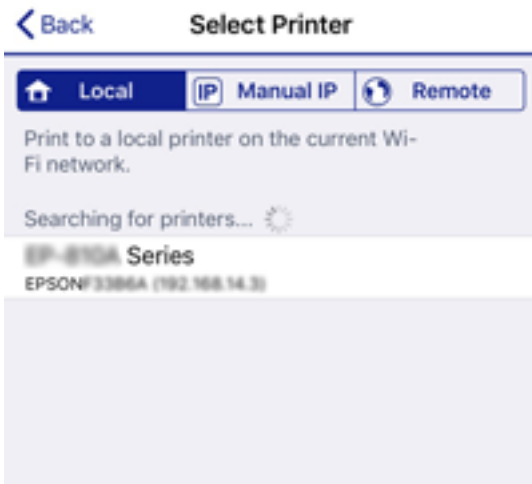 Back
Select Printer
Local
IP Manual IP
Remote
Print to a local printer on the current Wi-
Fi network.
Searching for printers...
Series
EPSON